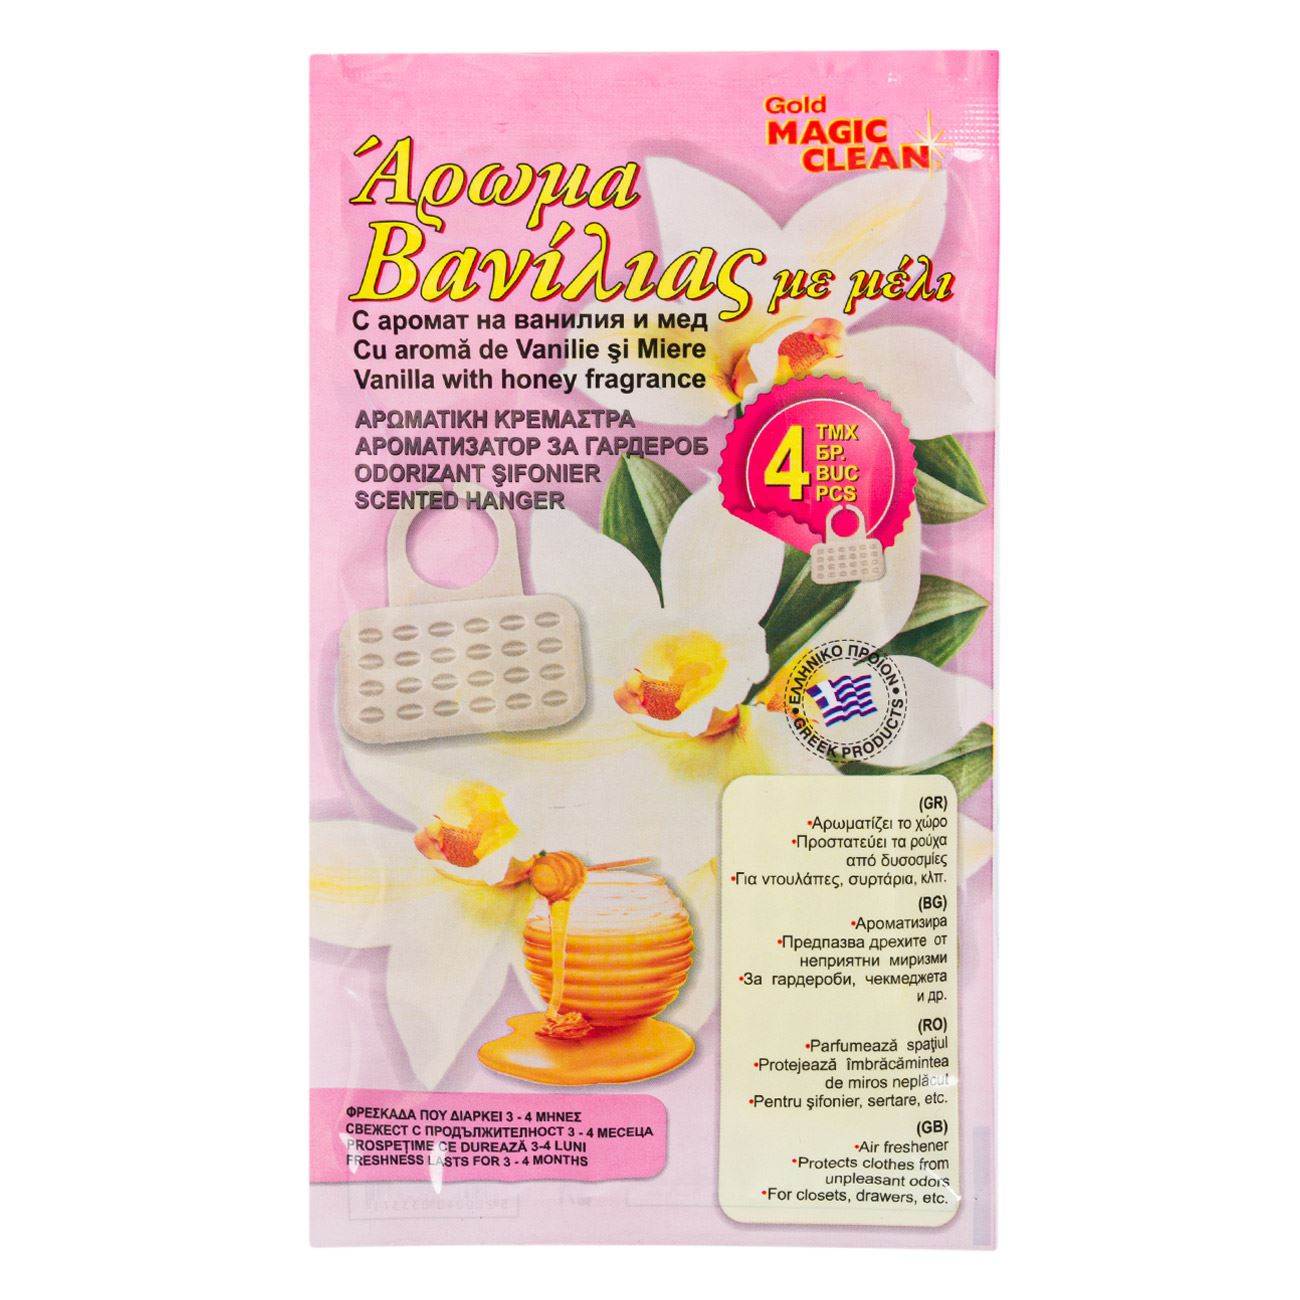 Gold
MAGIC
CLEAN
Άρωμα
Βανίλιας με μέλι
С аромат на ванилия и мед
Cu aromă de Vanilie şi Miere
Vanilla with honey fragrance
ΑΡΩΜΑΤΙΚΗ ΚΡΕΜΑΣΤΡΑ
АРОМАТИЗАТОР ЗА ГАРДЕРОБ
ODORIZANT ŞIFONIER
SCENTED HANGER
4 ΤΜΧ
БР.
BUC
PCS
ΕΛΛΗΝΙΚΟ ΠΡΟΪΟΝ
GREEK PRODUCTS
(GR)
•Αρωματίζει το χώρο
•Προστατεύει τα ρούχα
από δυσοσμίες
•Για ντουλάπες, συρτάρια, κλπ.
(BG)
•Ароматизира
•Предпазва дрехите от
неприятни миризми
•За гардероби, чекмеджета
и др.
(RO)
•Parfumează spaţiul
•Protejează îmbrăcămintea
de miros neplăcut
•Pentru şifonier, sertare, etc.
(GB)
•Air freshener
•Protects clothes from
unpleasant odors
•For closets, drawers, etc.
ΦΡΕΣΚΑΔΑ ΠΟΥ ΔΙΑΡΚΕΙ 3 - 4 ΜΗΝΕΣ
СВЕЖЕСТ С ПРОДЪЛЖИТЕЛНОСТ 3 - 4 МЕСЕЦА
PROSPEŢIME CE DUREAZĂ 3-4 LUNI
FRESHNESS LASTS FOR 3 - 4 MONTHS